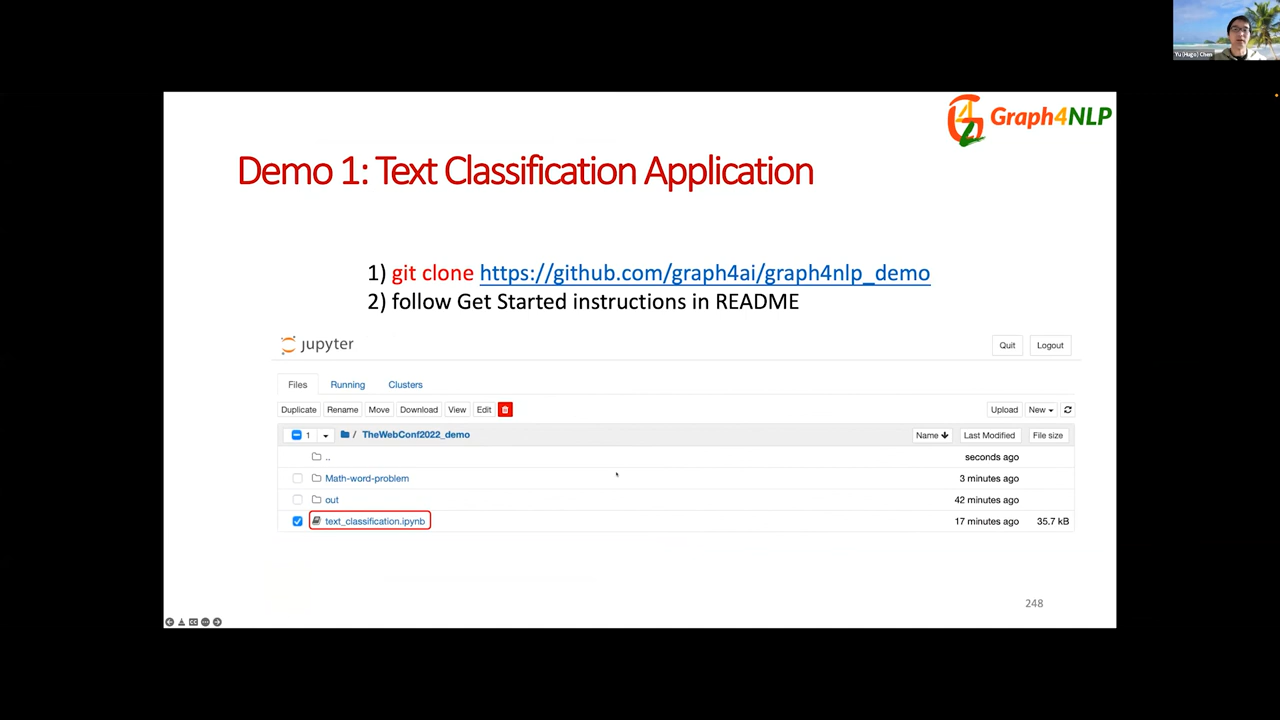 Yu (Hugo) Chen
Graph4NLP
Demo 1: Text Classification Application
1) git clone https://github.com/graph4ai/graph4nlp_demo
2) follow Get Started instructions in README
jupyter
Quit Logout
Files Running Clusters
Duplicate Rename Move Download View Edit Upload New
1 / TheWebConf2022_demo Name Last Modified File size
.. seconds ago
Math-word-problem 3 minutes ago
out 42 minutes ago
text_classification.ipynb 17 minutes ago 35.7 kB
248